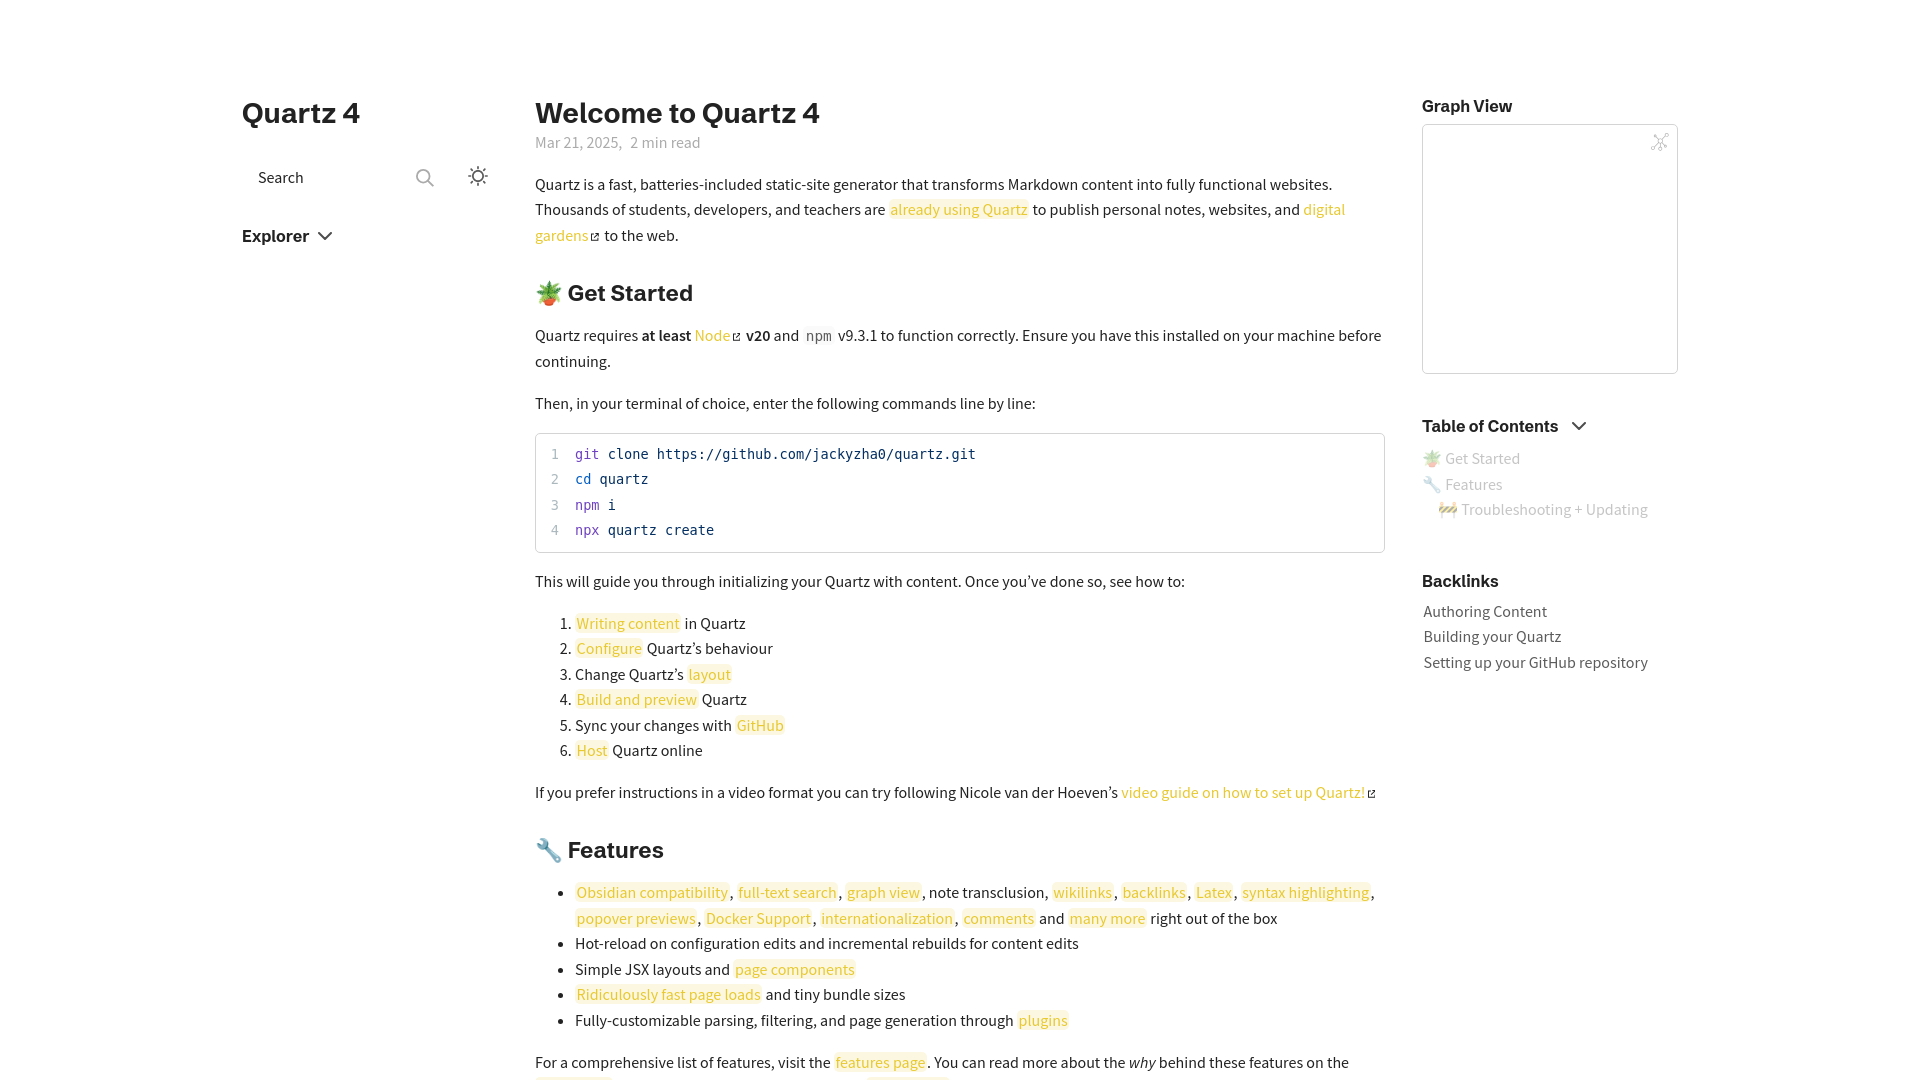 Quartz 4
Search
Explorer
Welcome to Quartz 4
Mar 21, 2025, 2 min read
Quartz is a fast, batteries-included static-site generator that transforms Markdown content into fully functional websites.
Thousands of students, developers, and teachers are already using Quartz to publish personal notes, websites, and digital
gardens to the web.
🪴 Get Started
Quartz requires at least Node v20 and npm v9.3.1 to function correctly. Ensure you have this installed on your machine before
continuing.
Then, in your terminal of choice, enter the following commands line by line:
1 git clone https://github.com/jackyzha0/quartz.git
2 cd quartz
3 npm i
4 npx quartz create
This will guide you through initializing your Quartz with content. Once you’ve done so, see how to:
1. Writing content in Quartz
2. Configure Quartz’s behaviour
3. Change Quartz’s layout
4. Build and preview Quartz
5. Sync your changes with GitHub
6. Host Quartz online
If you prefer instructions in a video format you can try following Nicole van der Hoeven’s video guide on how to set up Quartz!
🔧 Features
• Obsidian compatibility, full-text search, graph view, note transclusion, wikilinks, backlinks, Latex, syntax highlighting,
popover previews, Docker Support, internationalization, comments and many more right out of the box
• Hot-reload on configuration edits and incremental rebuilds for content edits
• Simple JSX layouts and page components
• Ridiculously fast page loads and tiny bundle sizes
• Fully-customizable parsing, filtering, and page generation through plugins
For a comprehensive list of features, visit the features page. You can read more about the why behind these features on the
Graph View
Table of Contents
🪴 Get Started
🔧 Features
🚧 Troubleshooting + Updating
Backlinks
Authoring Content
Building your Quartz
Setting up your GitHub repository